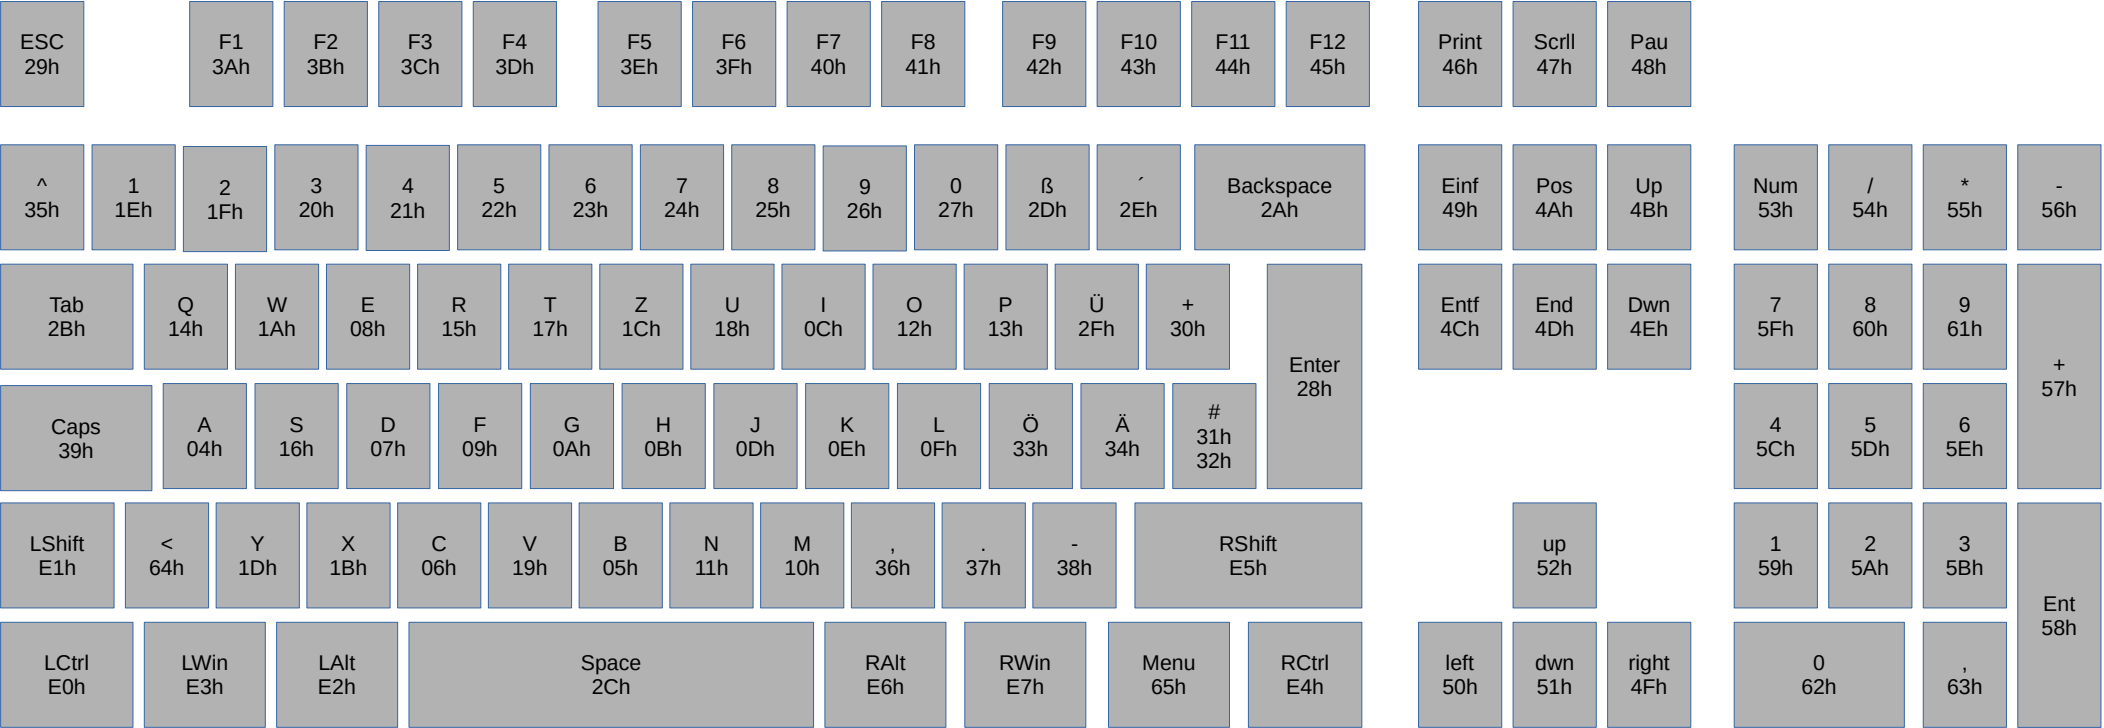 ESC F1 F2 F3 F4 F5 F6 F7 F8 F9 F10 F11 F12 Print Scrll Pau
29h 3Ah 3Bh 3Ch 3Dh 3Eh 3Fh 40h 41h 42h 43h 44h 45h 46h 47h 48h
^ 1 2 3 4 5 6 7 8 9 0 ß ´ Backspace Einf Pos Up Num / * -
35h 1Eh 1Fh 20h 21h 22h 23h 24h 25h 26h 27h 2Dh 2Eh 2Ah 49h 4Ah 4Bh 53h 54h 55h 56h
Tab Q W E R T Z U I O P Ü + Entf End Dwn 7 8 9
2Bh 14h 1Ah 08h 15h 17h 1Ch 18h 0Ch 12h 13h 2Fh 30h 4Ch 4Dh 4Eh 5Fh 60h 61h
Enter +
28h 57h
Caps A S D F G H J K L Ö Ä # 4 5 6
39h 04h 16h 07h 09h 0Ah 0Bh 0Dh 0Eh 0Fh 33h 34h 31h 5Ch 5Dh 5Eh
32h
LShift < Y X C V B N M , . - RShift up 1 2 3
E1h 64h 1Dh 1Bh 06h 19h 05h 11h 10h 36h 37h 38h E5h 52h 59h 5Ah 5Bh
Ent
58h
LCtrl LWin LAlt Space RAlt RWin Menu RCtrl left dwn right 0 ,
E0h E3h E2h 2Ch E6h E7h 65h E4h 50h 51h 4Fh 62h 63h